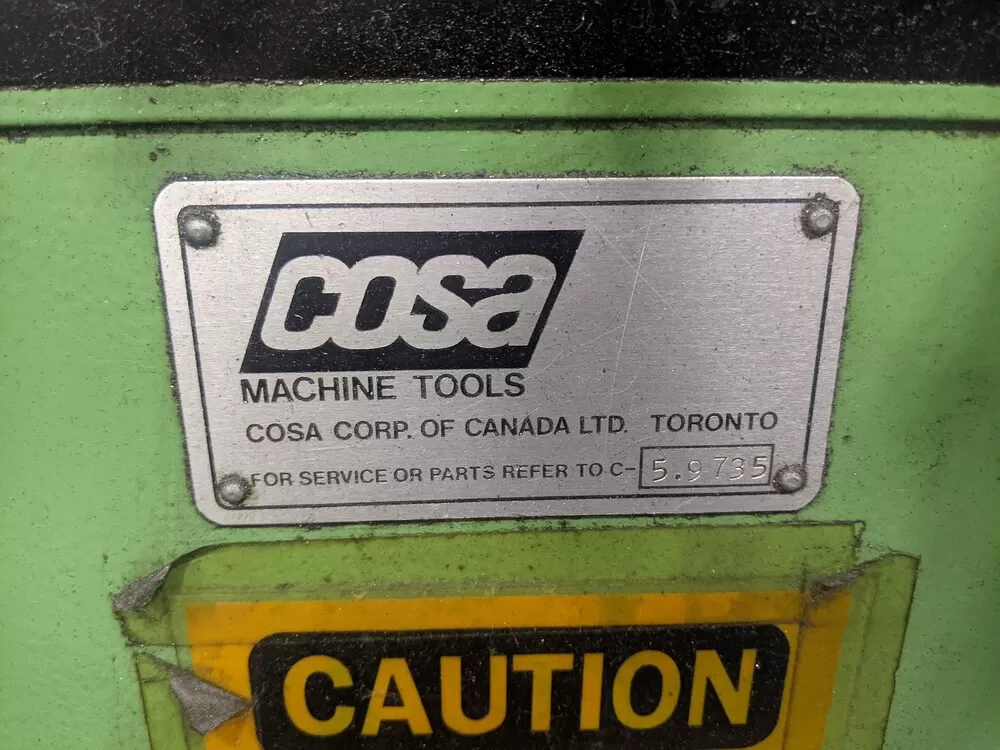 cosa
MACHINE TOOLS
COSA CORP. OF CANADA LTD. TORONTO
FOR SERVICE OR PARTS REFER TO C- 5.9735
CAUTION